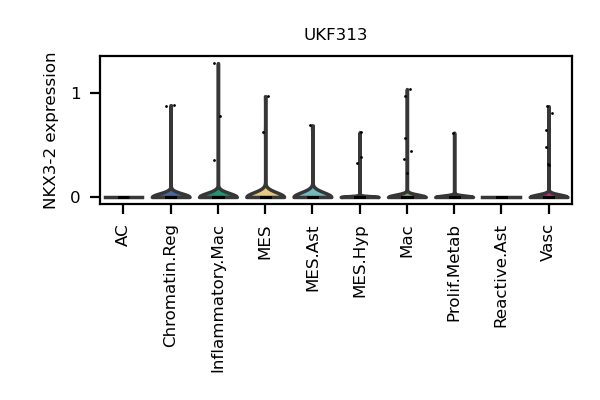 UKF313
NKX3-2 expression
1
0
AC
Chromatin.Reg
Inflammatory.Mac
MES
MES.Ast
MES.Hyp
Mac
Prolif.Metab
Reactive.Ast
Vasc